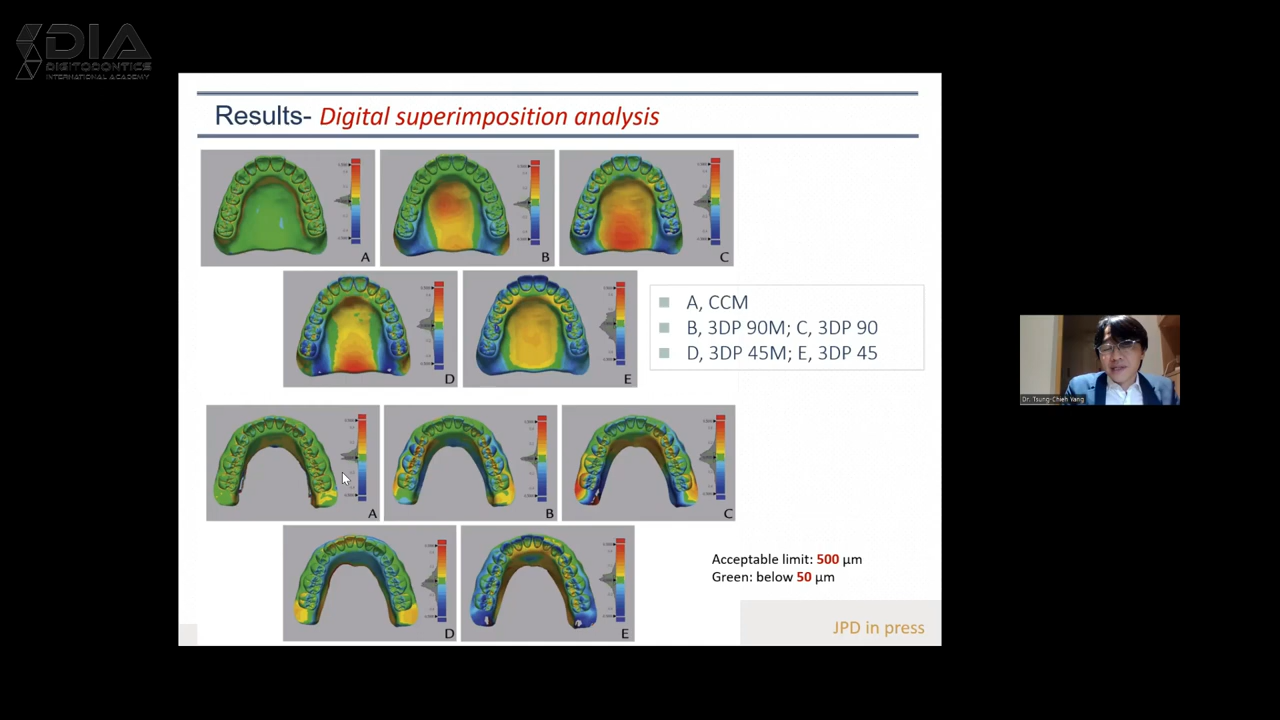 DIA
DIGITODONTICS
INTERNATIONAL ACADEMY
Results- Digital superimposition analysis
A
B
C
D
E
A, CCM
B, 3DP 90M; C, 3DP 90
D, 3DP 45M; E, 3DP 45
A
B
C
D
E
Acceptable limit: 500 µm
Green: below 50 µm
JPD in press
Dr. Tsung-Chieh Yang